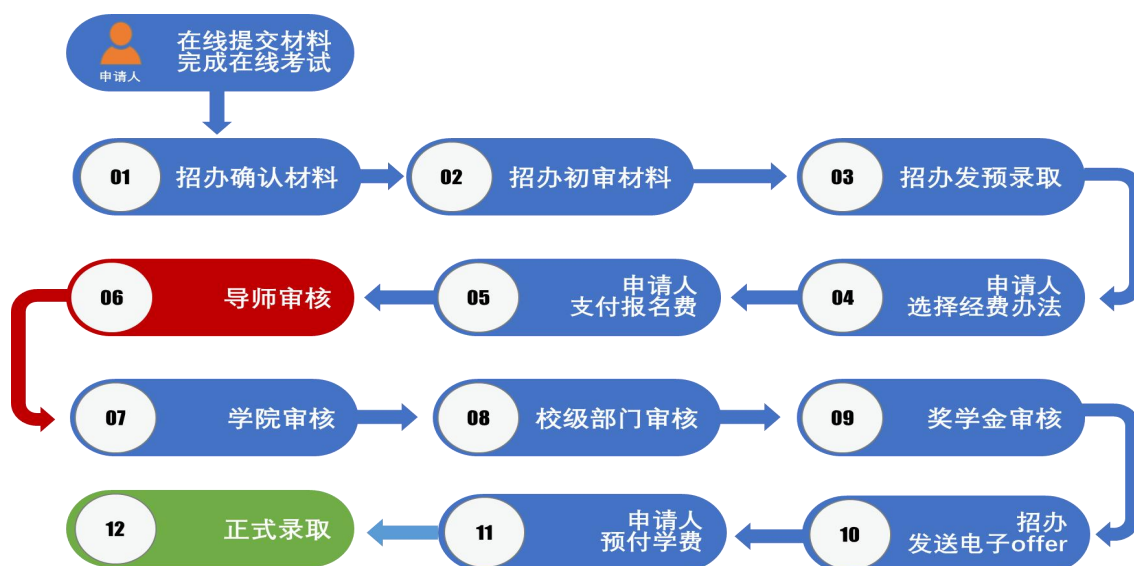 在线提交材料
完成在线考试
申请人
01 招办确认材料
02 招办初审材料
03 招办发预录取
04 申请人
选择经费办法
05 申请人
支付报名费
06 导师审核
07 学院审核
08 校级部门审核
09 奖学金审核
10 招办
发送电子offer
11 申请人
预付学费
12 正式录取